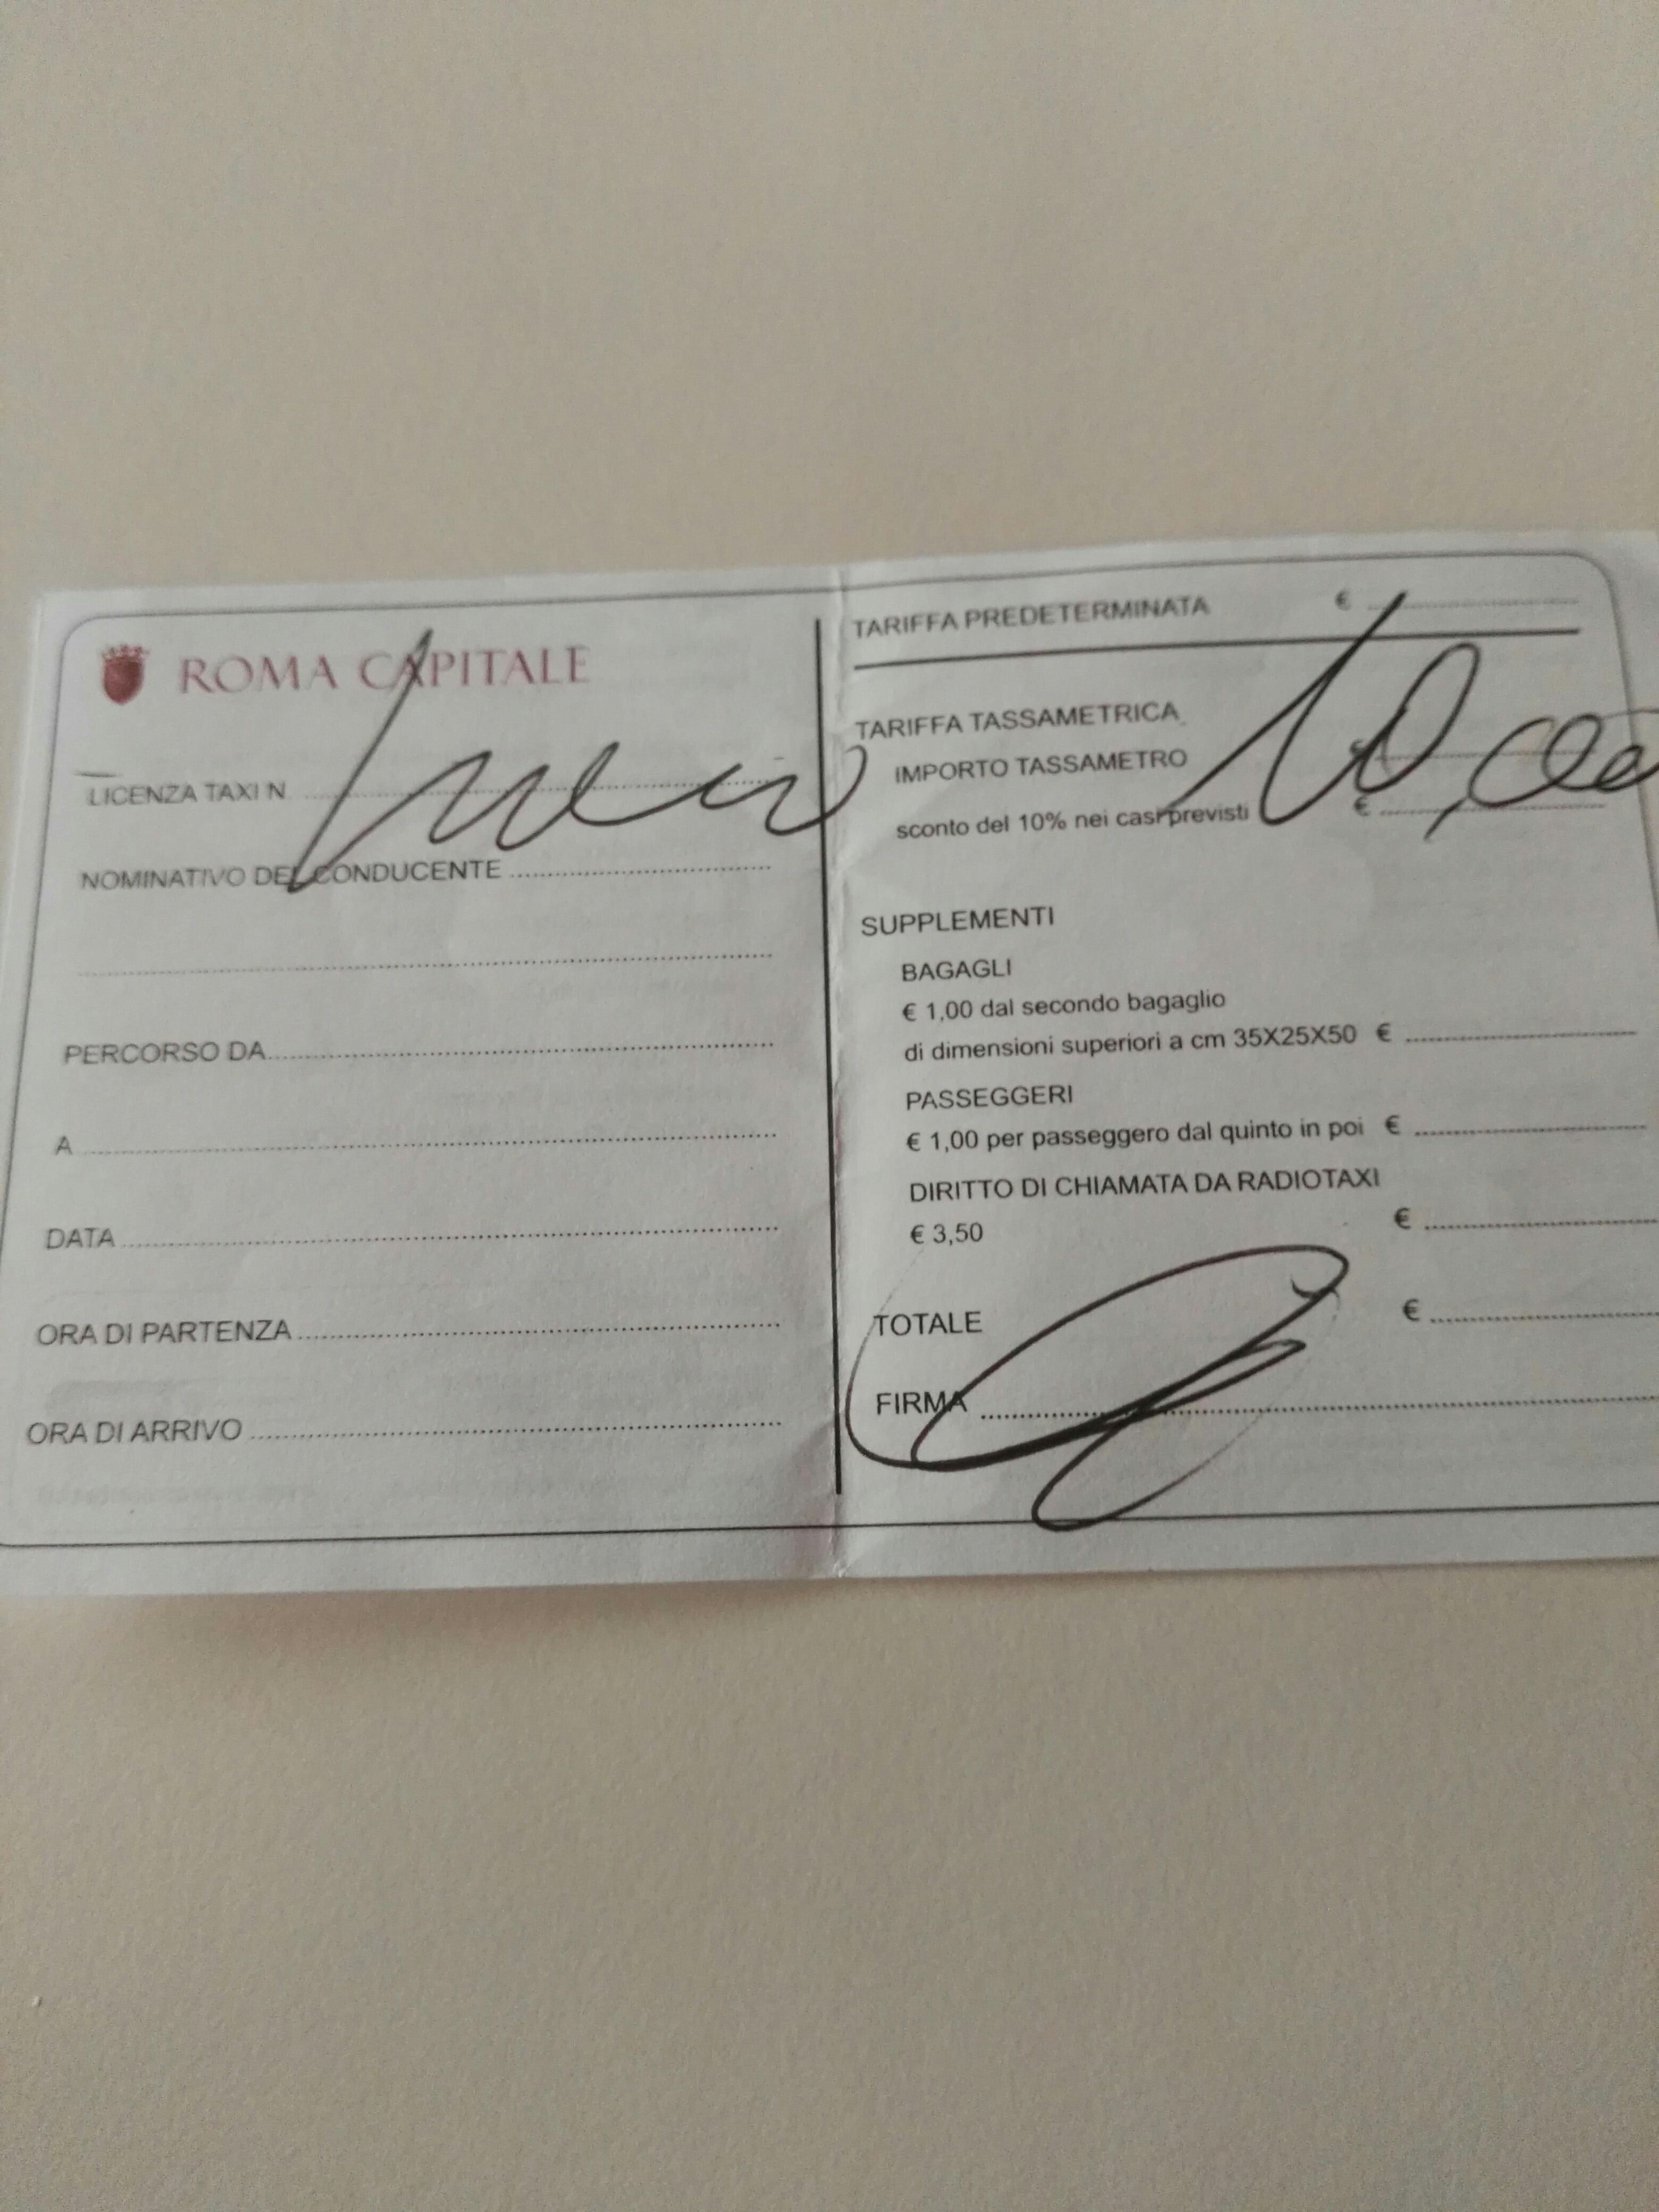 ROMA CAPITALE
LICENZA TAXI N
NOMINATIVO DEL CONDUCENTE
PERCORSO DA
A
DATA
ORA DI PARTENZA
ORA DI ARRIVO
TARIFFA PREDETERMINATA €
TARIFFA TASSAMETRICA
IMPORTO TASSAMETRO € 10,00
sconto del 10% nei casi previsti €
SUPPLEMENTI
BAGAGLI
€ 1,00 dal secondo bagaglio
di dimensioni superiori a cm 35X25X50 €
PASSEGGERI
€ 1,00 per passeggero dal quinto in poi €
DIRITTO DI CHIAMATA DA RADIOTAXI
€ 3,50 €
TOTALE €
FIRMA